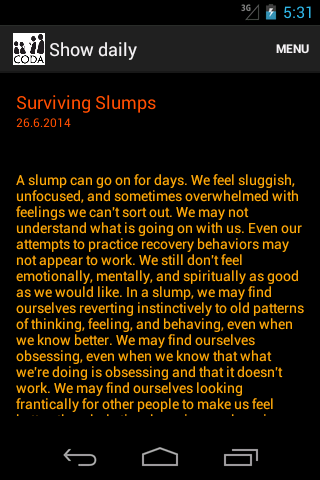 3G 5:31
CODA Show daily MENU
Surviving Slumps
26.6.2014
A slump can go on for days. We feel sluggish,
unfocused, and sometimes overwhelmed with
feelings we can't sort out. We may not
understand what is going on with us. Even our
attempts to practice recovery behaviors may
not appear to work. We still don't feel
emotionally, mentally, and spiritually as good
as we would like. In a slump, we may find
ourselves reverting instinctively to old patterns
of thinking, feeling, and behaving, even when
we know better. We may find ourselves
obsessing, even when we know that what
we're doing is obsessing and that it doesn't
work. We may find ourselves looking
frantically for other people to make us feel